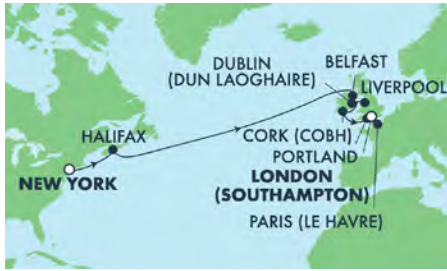 DUBLIN
(DUN LAOGHAIRE)
BELFAST
LIVERPOOL
HALIFAX
NEW YORK
CORK (COBH)
PORTLAND
LONDON
(SOUTHAMPTON)
PARIS (LE HAVRE)